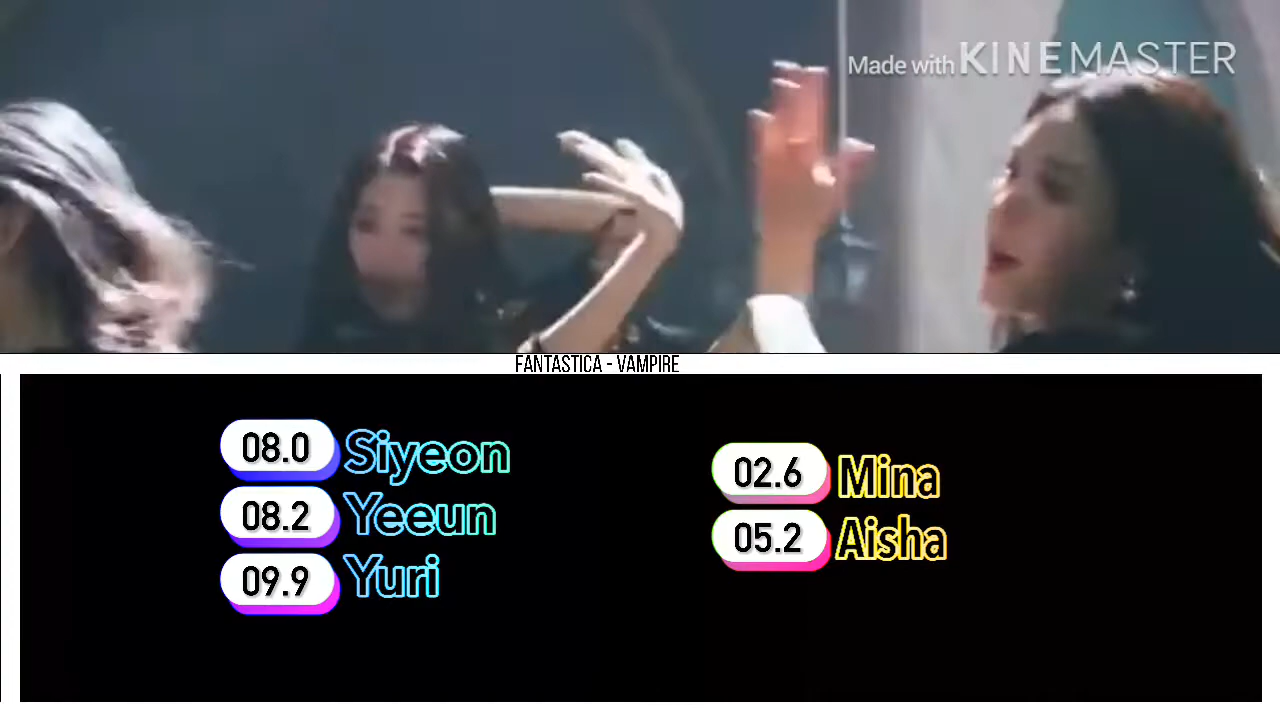 Made with KINEMASTER
FANTASTICA - VAMPIRE
08.0 Siyeon
08.2 Yeeun
09.9 Yuri
02.6 Mina
05.2 Aisha